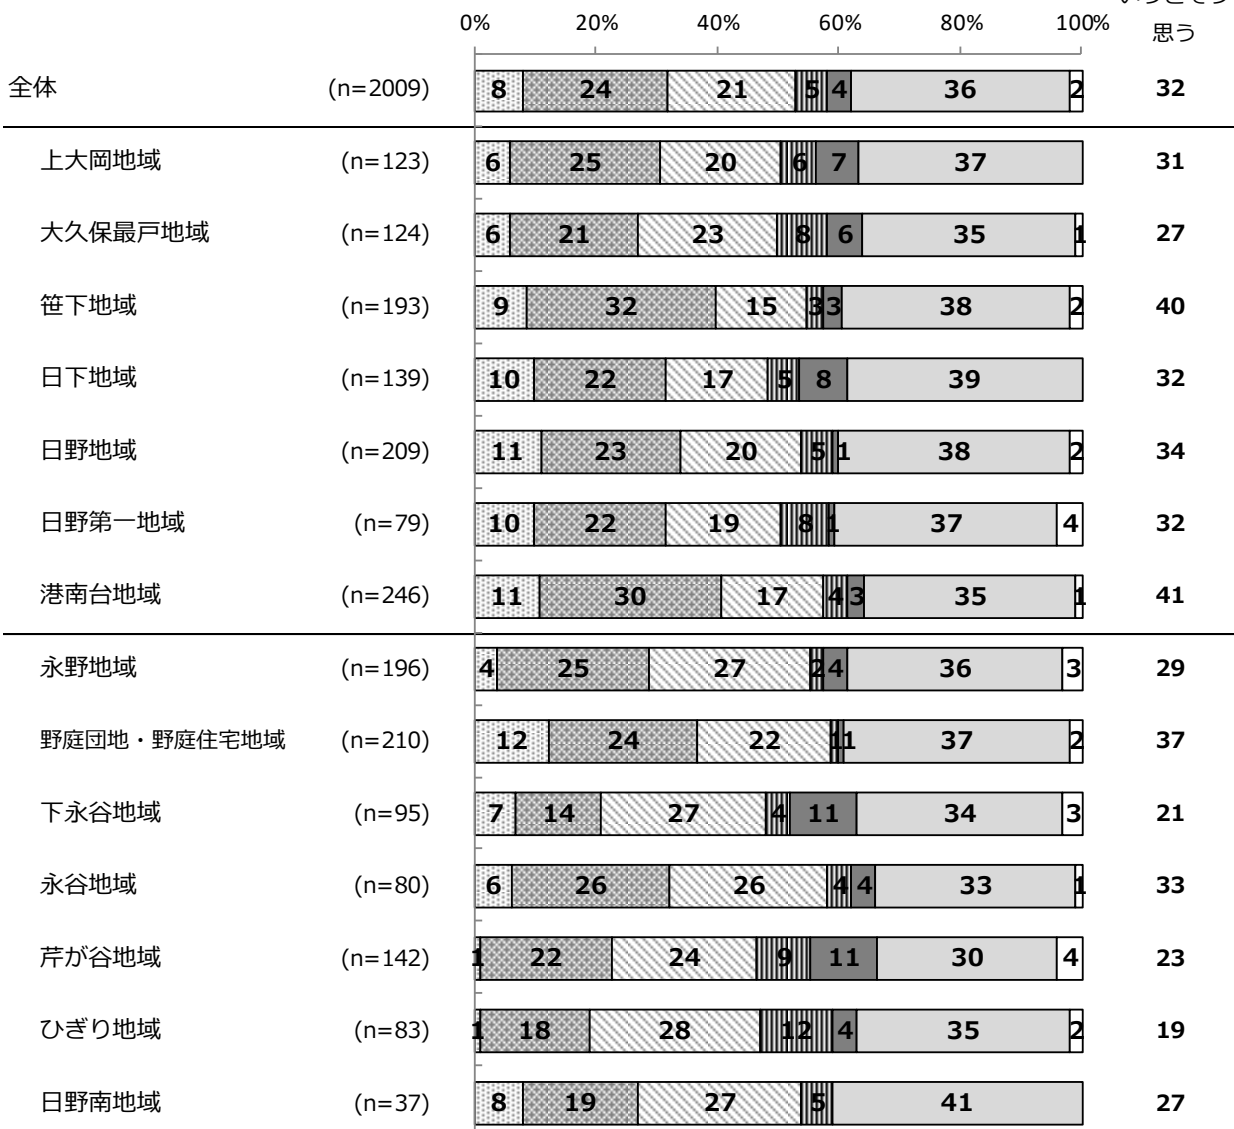 0% 20% 40% 60% 80% 100%
思う
全体 (n=2009) 8 24 21 5 4 36 2 32
上大岡地域 (n=123) 6 25 20 6 7 37 31
大久保最戸地域 (n=124) 6 21 23 8 6 35 1 27
笹下地域 (n=193) 9 32 15 3 3 38 2 40
日下地域 (n=139) 10 22 17 5 8 39 32
日野地域 (n=209) 11 23 20 5 1 38 2 34
日野第一地域 (n=79) 10 22 19 8 1 37 4 32
港南台地域 (n=246) 11 30 17 4 3 35 1 41
永野地域 (n=196) 4 25 27 2 4 36 3 29
野庭団地・野庭住宅地域 (n=210) 12 24 22 1 1 37 2 37
下永谷地域 (n=95) 7 14 27 4 11 34 3 21
永谷地域 (n=80) 6 26 26 4 4 33 1 33
芹が谷地域 (n=142) 1 22 24 9 11 30 4 23
ひぎり地域 (n=83) 1 18 28 12 4 35 2 19
日野南地域 (n=37) 8 19 27 5 41 27